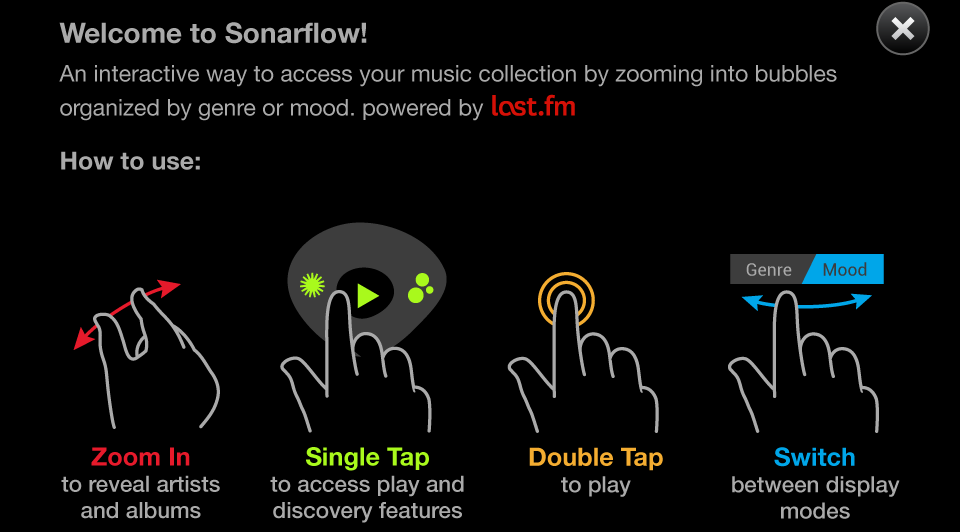 Welcome to Sonarflow!
An interactive way to access your music collection by zooming into bubbles
organized by genre or mood. powered by last.fm
How to use:
Genre Mood
Zoom In
to reveal artists
and albums
Single Tap
to access play and
discovery features
Double Tap
to play
Switch
between display
modes